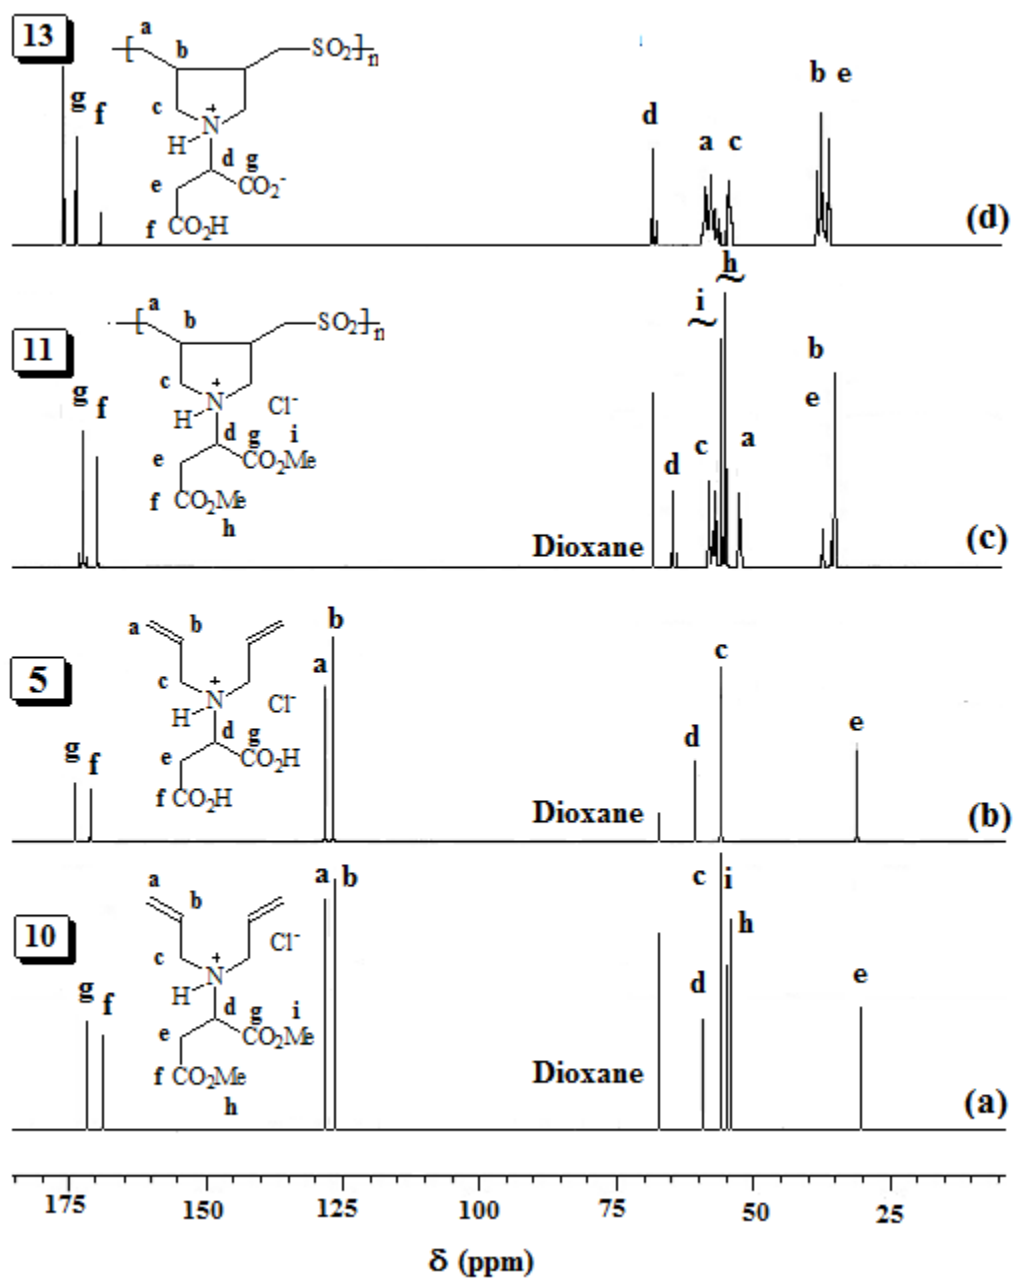 13
a
b
SO2]n
g
f
c
+
N
H
d
g
e
CO2-
f
CO2H
d
a
c
b e
(d)
11
a
b
SO2]n
g
f
c
+
N
H
Cl-
d
g
i
e
CO2Me
f
CO2Me
h
Dioxane
d
c
i
~
h
~
a
b
e
(c)
5
a
b
c
+
N
H
Cl-
d
g
e
CO2H
f
CO2H
g
f
a
b
Dioxane
d
c
e
(b)
10
a
b
c
+
N
H
Cl-
d
g
i
e
CO2Me
f
CO2Me
h
g
f
a
b
Dioxane
d
c
i
h
e
(a)
175 150 125 100 75 50 25
δ (ppm)